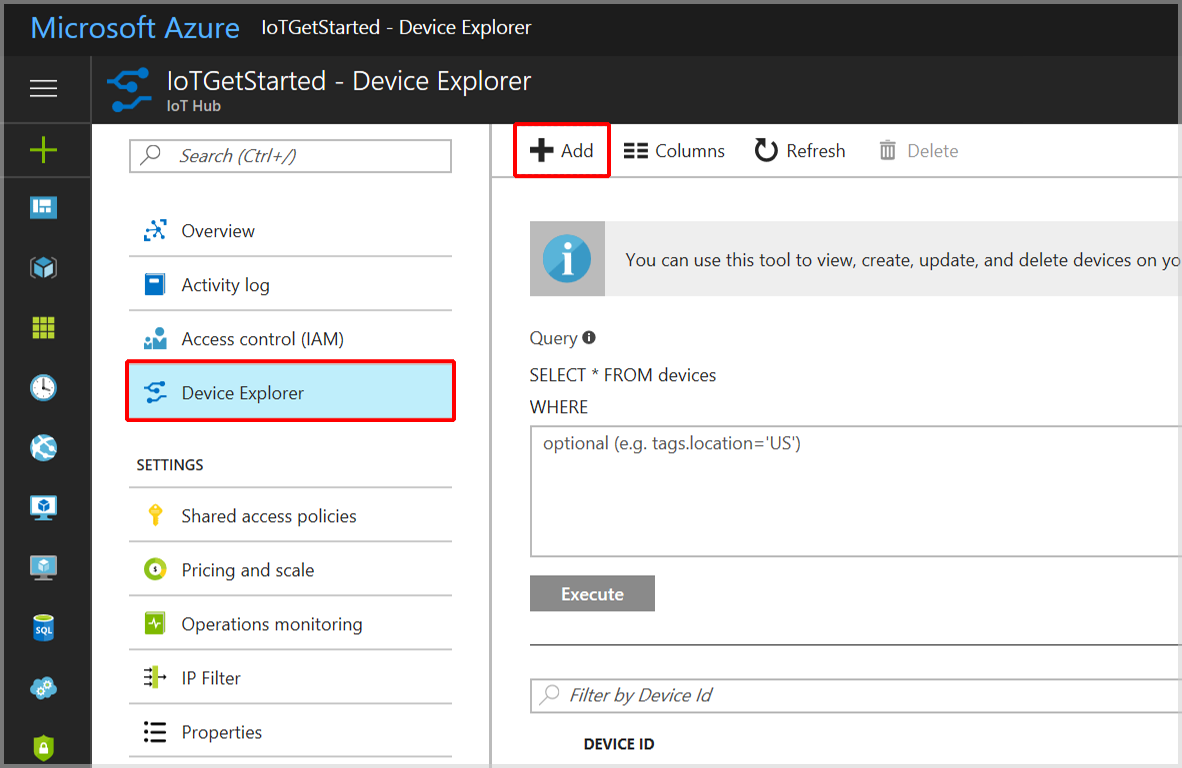 Microsoft Azure IoTGetStarted - Device Explorer
IoTGetStarted - Device Explorer
IoT Hub
Search (Ctrl+/)
Overview
Activity log
Access control (IAM)
Device Explorer
SETTINGS
Shared access policies
Pricing and scale
Operations monitoring
IP Filter
Properties
Add Columns Refresh Delete
You can use this tool to view, create, update, and delete devices on yo
Query
SELECT * FROM devices
WHERE
optional (e.g. tags.location='US')
Execute
Filter by Device Id
DEVICE ID
SQL